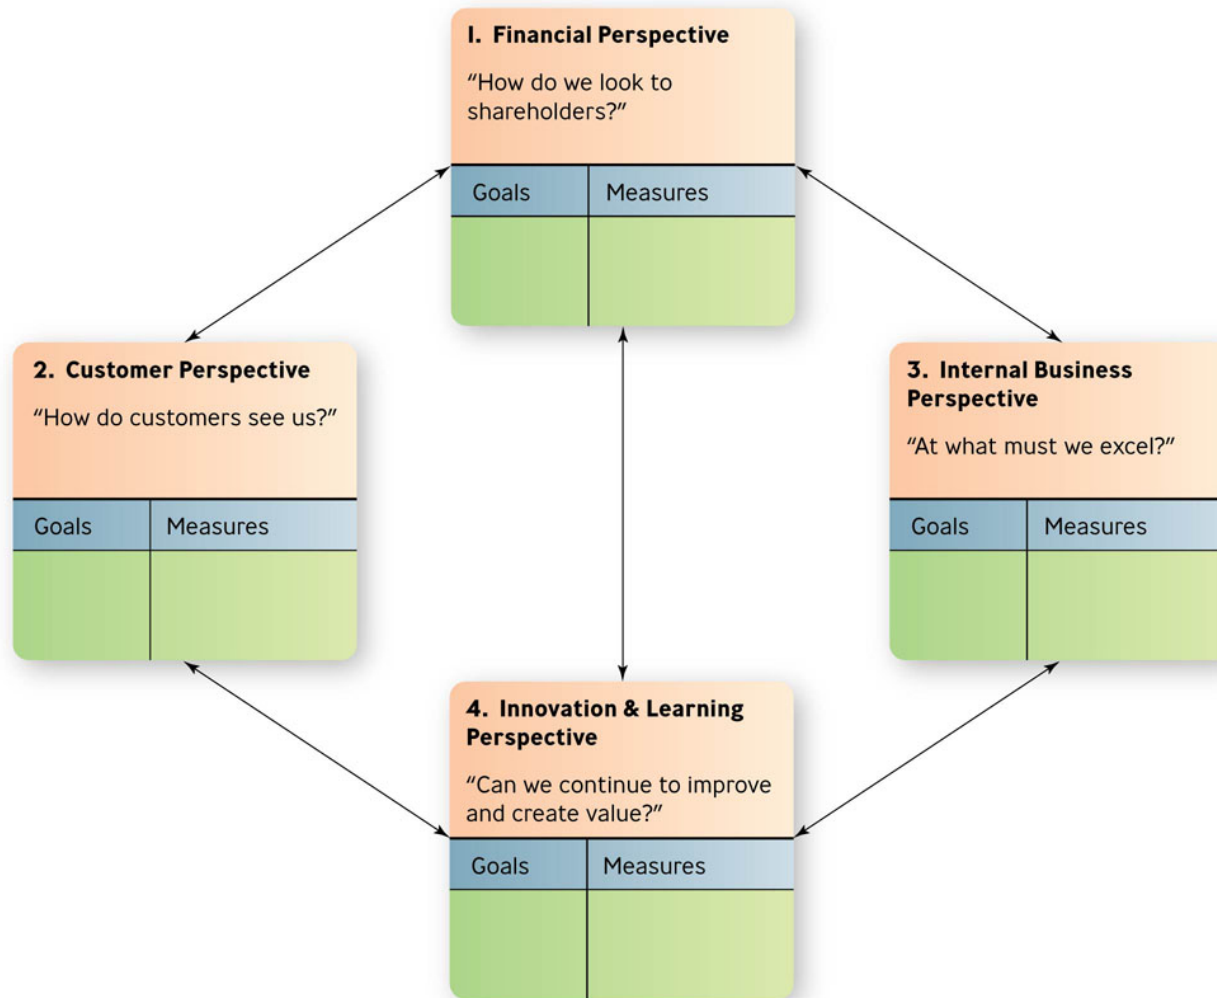 1. Financial Perspective
“How do we look to
shareholders?”
Goals
Measures
2. Customer Perspective
“How do customers see us?”
Goals
Measures
3. Internal Business
Perspective
“At what must we excel?”
Goals
Measures
4. Innovation & Learning
Perspective
“Can we continue to improve
and create value?”
Goals
Measures